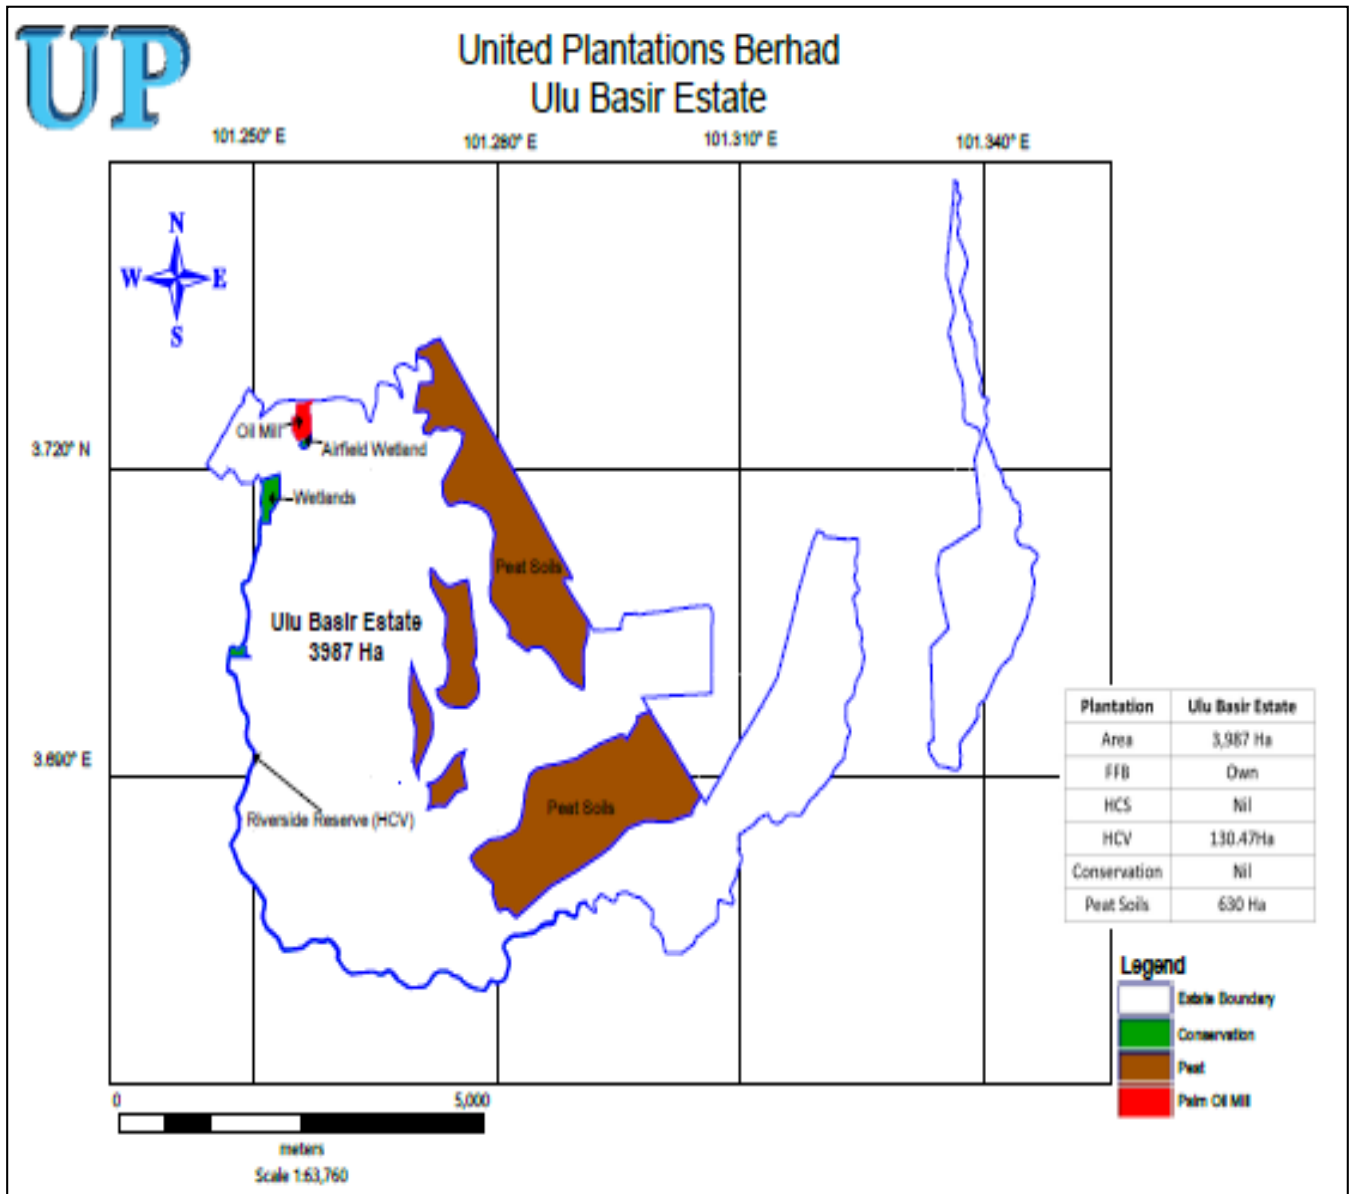 UP
United Plantations Berhad
Ulu Basir Estate
101.250° E
101.280° E
101.310° E
101.340° E
N
W E
S
Oil Mill
Airfield Wetland
3.720° N
Wetlands
Peat Soils
Ulu Basir Estate
3987 Ha
3.690° E
Riverside Reserve (HCV)
Peat Soils
Plantation Ulu Basir Estate
Area 3,987 Ha
FFB Own
HCS Nil
HCV 130.47Ha
Conservation Nil
Peat Soils 630 Ha
Legend
Estate Boundary
Conservation
Peat
Palm Oil Mill
0 5,000
meters
Scale 1:63,760